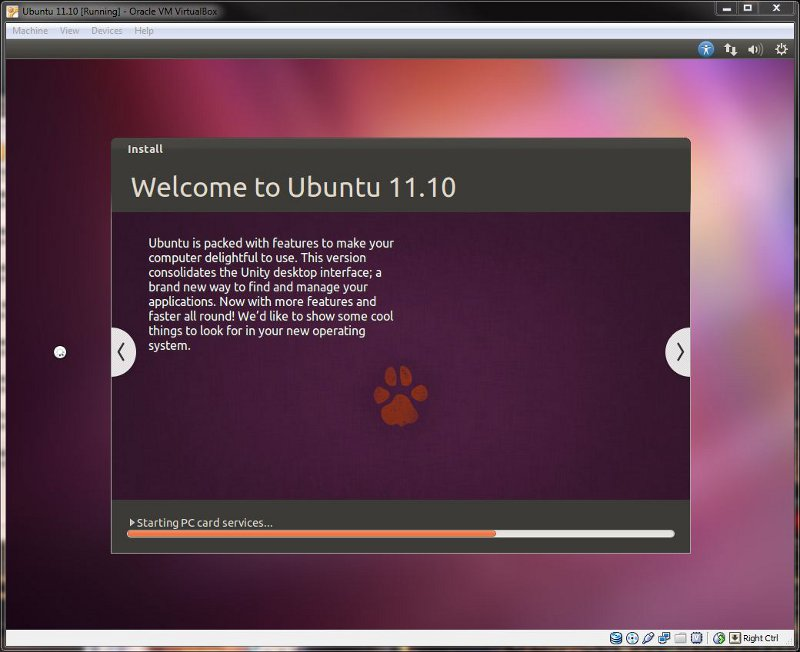 Ubuntu 11.10 [Running] - Oracle VM VirtualBox
Machine View Devices Help
Install
Welcome to Ubuntu 11.10
Ubuntu is packed with features to make your
computer delightful to use. This version
consolidates the Unity desktop interface; a
brand new way to find and manage your
applications. Now with more features and
faster all round! We'd like to show some cool
things to look for in your new operating
system.
Starting PC card services...
Right Ctrl